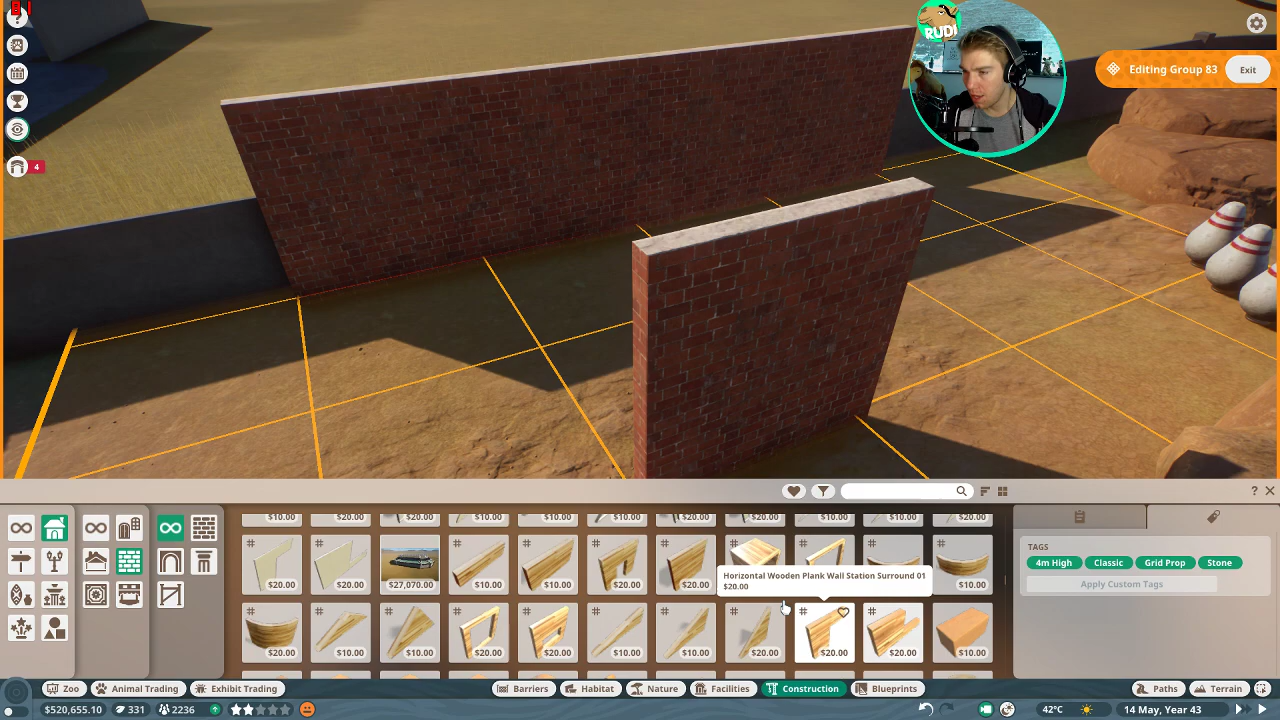 RUDI
Editing Group 83
Exit
4
?
TAGS
4m High
Classic
Grid Prop
Stone
Apply Custom Tags
$10.00
$20.00
$20.00
$10.00
$20.00
$10.00
$10.00
$20.00
$20.00
$10.00
$20.00
$20.00
$20.00
$27,070.00
$10.00
$10.00
$20.00
$20.00
Horizontal Wooden Plank Wall Station Surround 01
$20.00
$10.00
$20.00
$10.00
$10.00
$20.00
$20.00
$10.00
$10.00
$20.00
$20.00
$20.00
$10.00
Zoo
Animal Trading
Exhibit Trading
Barriers
Habitat
Nature
Facilities
Construction
Blueprints
Paths
Terrain
$520,655.10
331
2236
42°C
14 May, Year 43